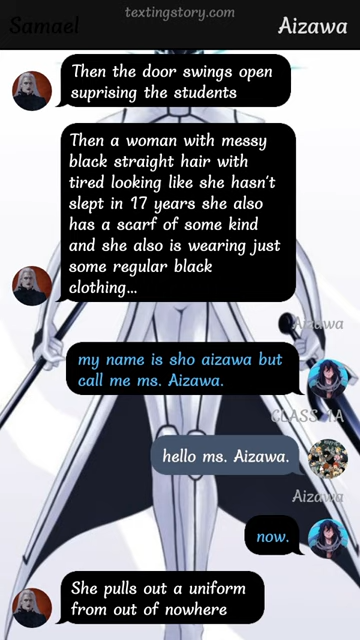 textingstory.com
Samael
Aizawa
Then the door swings open
suprising the students
Then a woman with messy
black straight hair with
tired looking like she hasn't
slept in 17 years she also
has a scarf of some kind
and she also is wearing just
some regular black
clothing...
Aizawa
my name is sho aizawa but
call me ms. Aizawa.
CLASS 1A
hello ms. Aizawa.
Aizawa
now.
She pulls out a uniform
from out of nowhere